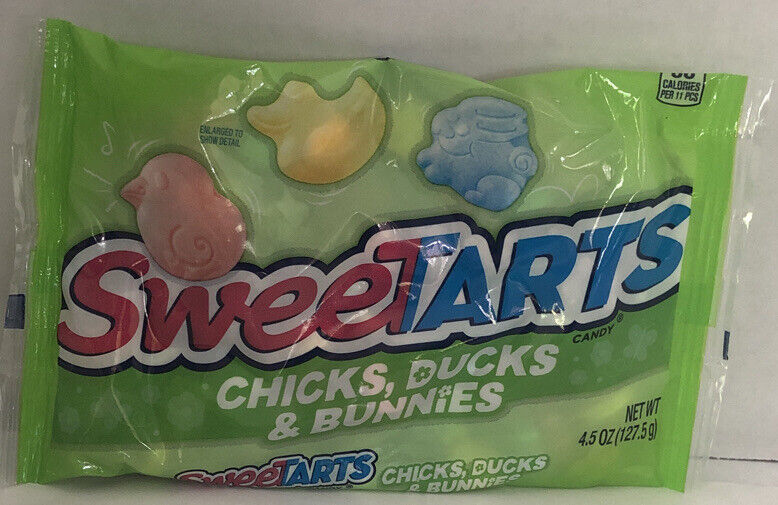 CALORIES
PER 11 PCS
ENLARGED TO
SHOW DETAIL
SWEETARTS
CANDY®
CHICKS, DUCKS
& BUNNiES
NET WT
4.5 OZ (127.5 g)
SWEETARTS CHICKS, DUCKS
& BUNNiES